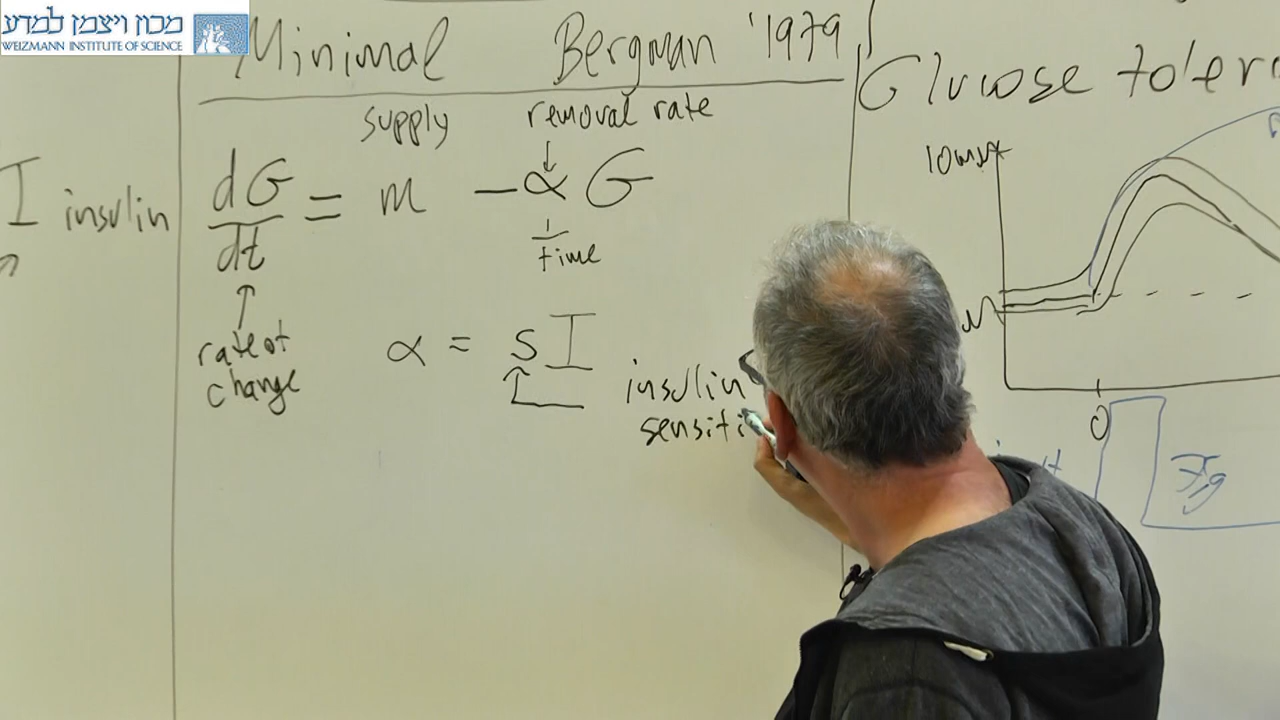 מכון ויצמן למדע
WEIZMANN INSTITUTE OF SCIENCE
I insulin
Minimal Bergman '1979
supply removal rate
dG/dt = m - α G
1/time
rate of
change
α = s I
insulin
sensiti
Glucose toler
10mM
N
0